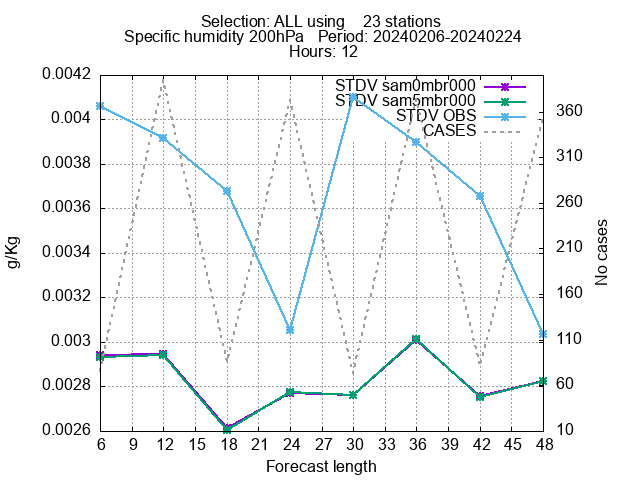 Selection: ALL using    23 stations
Specific humidity 200hPa   Period: 20240206-20240224
Hours: 12
STDV sam0mbr000
STDV sam5mbr000
STDV OBS
CASES
0.0042
0.004
0.0038
0.0036
0.0034
0.0032
0.003
0.0028
0.0026
g/Kg
360
310
260
210
160
110
60
10
No cases
6 9 12 15 18 21 24 27 30 33 36 39 42 45 48
Forecast length